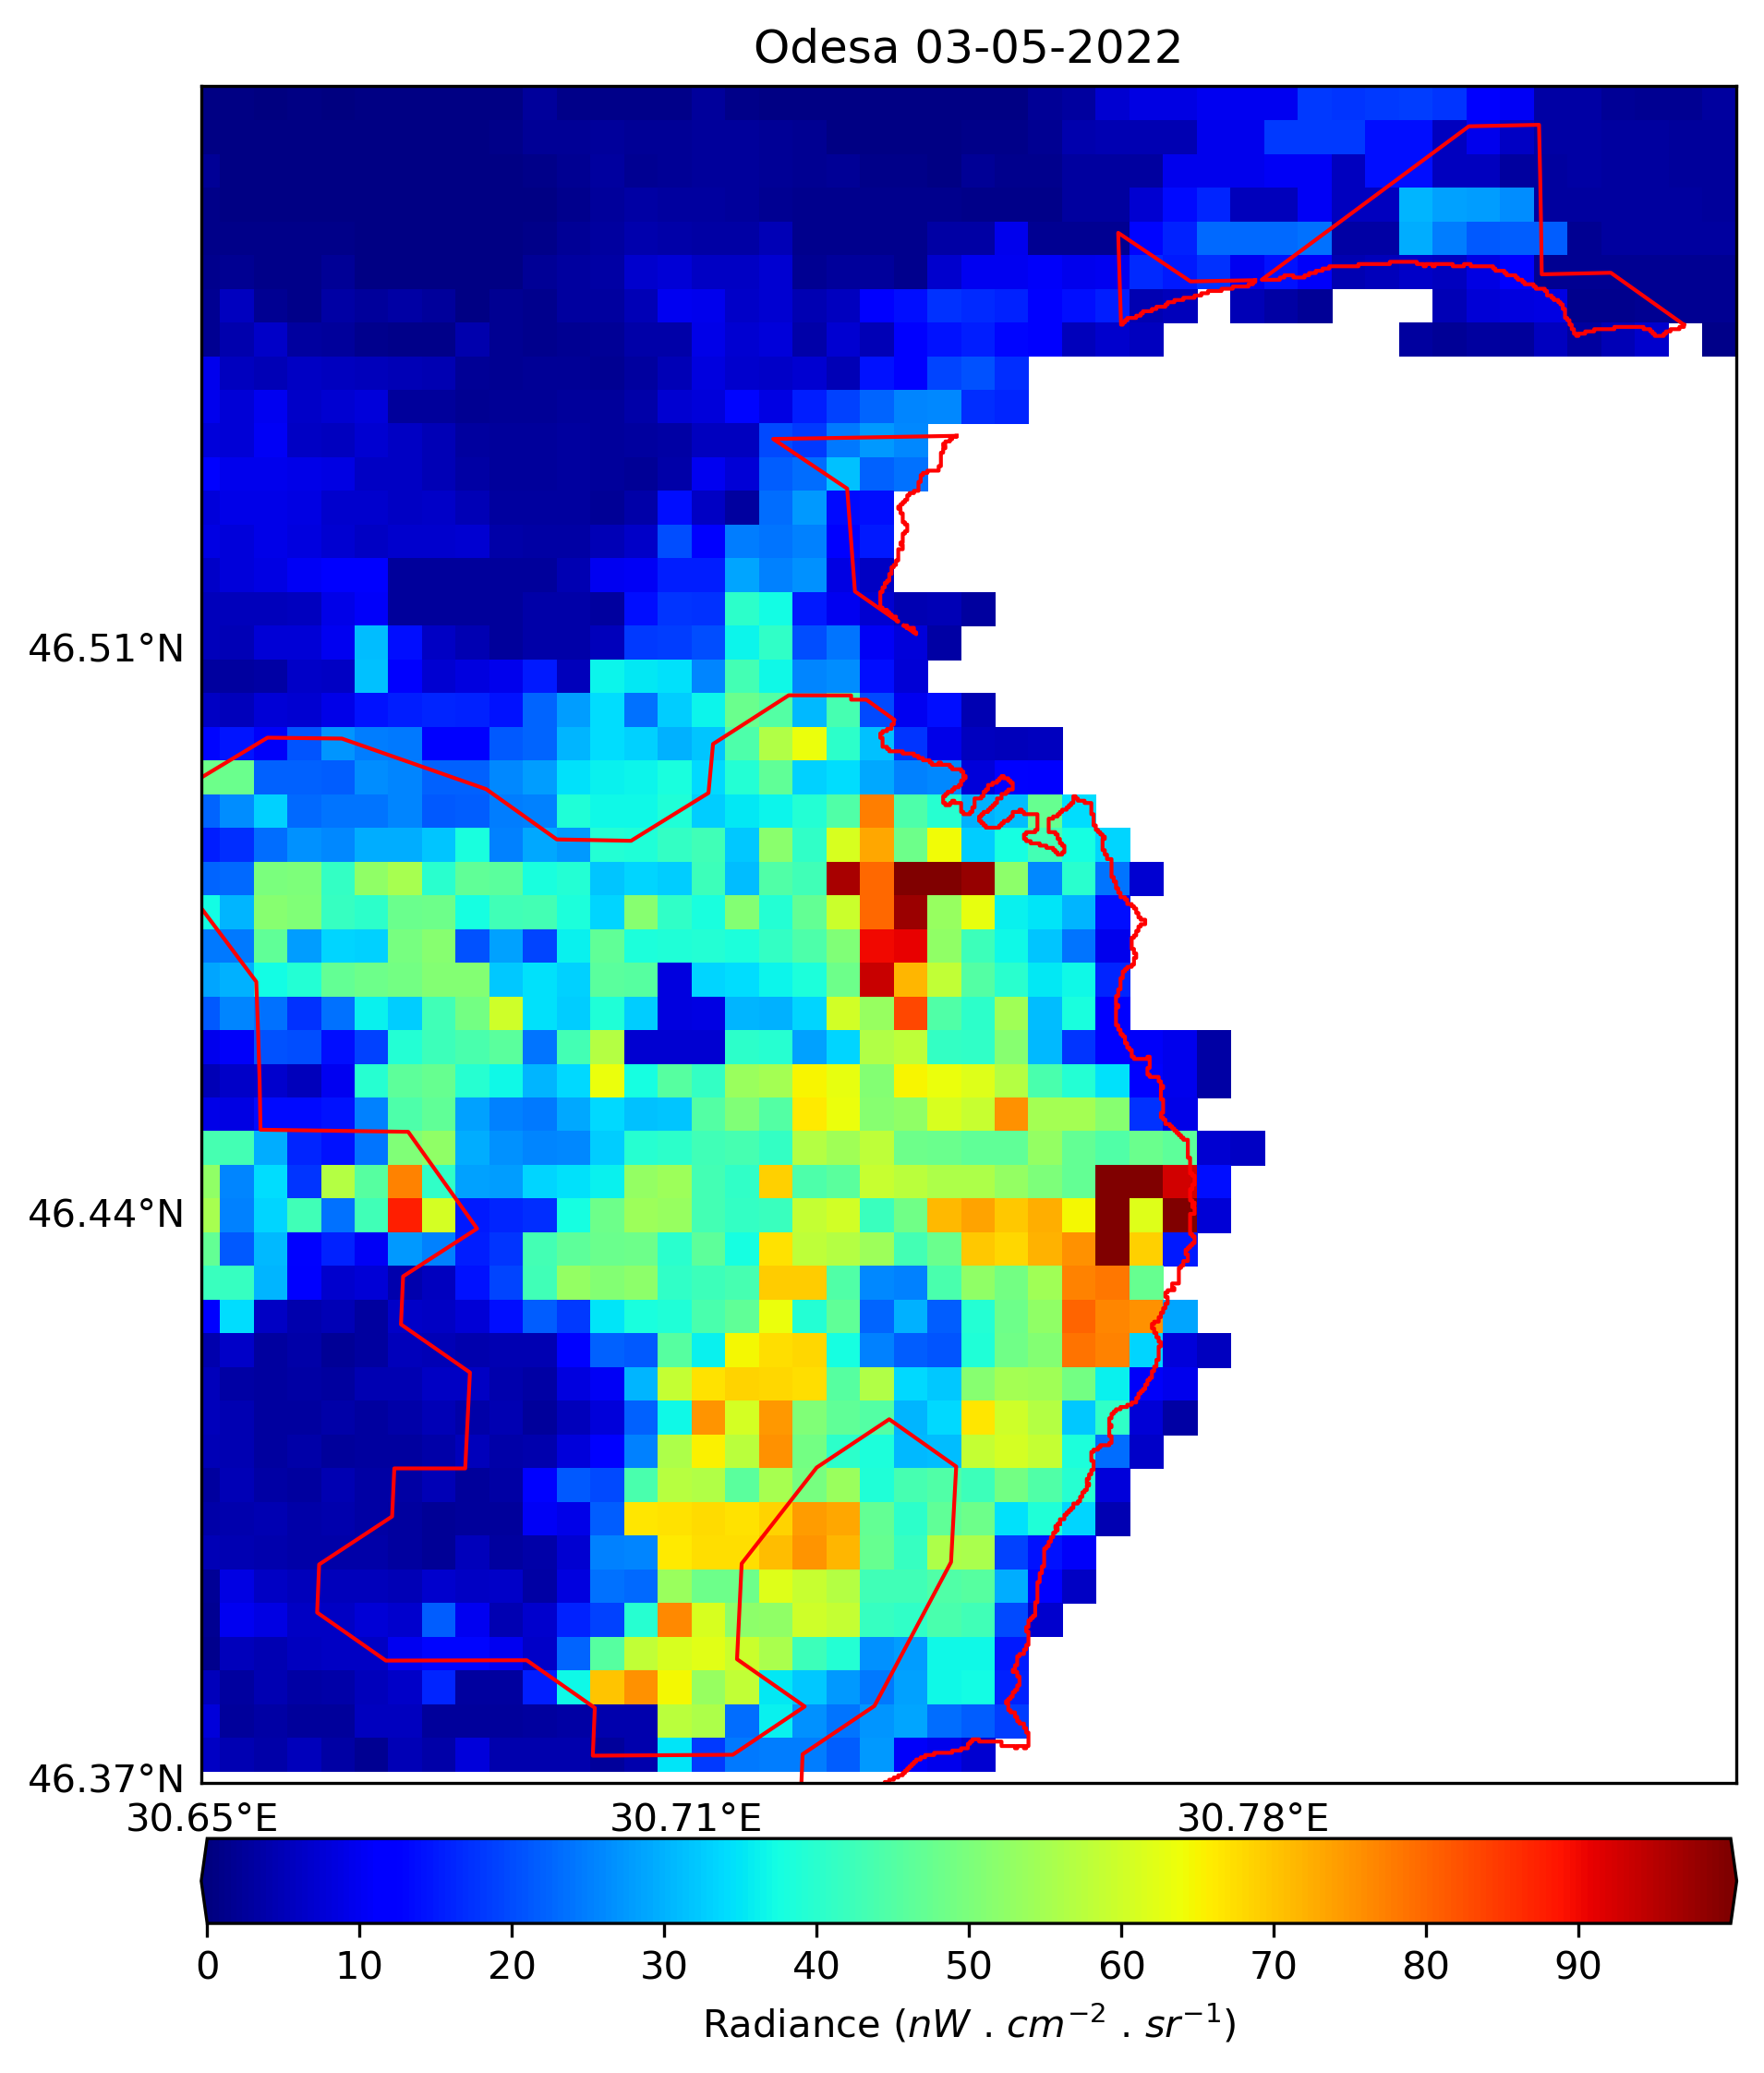 Odesa 03-05-2022
46.51°N
46.44°N
46.37°N
30.65°E 30.71°E 30.78°E
0 10 20 30 40 50 60 70 80 90
Radiance (nW . cm⁻² . sr⁻¹)